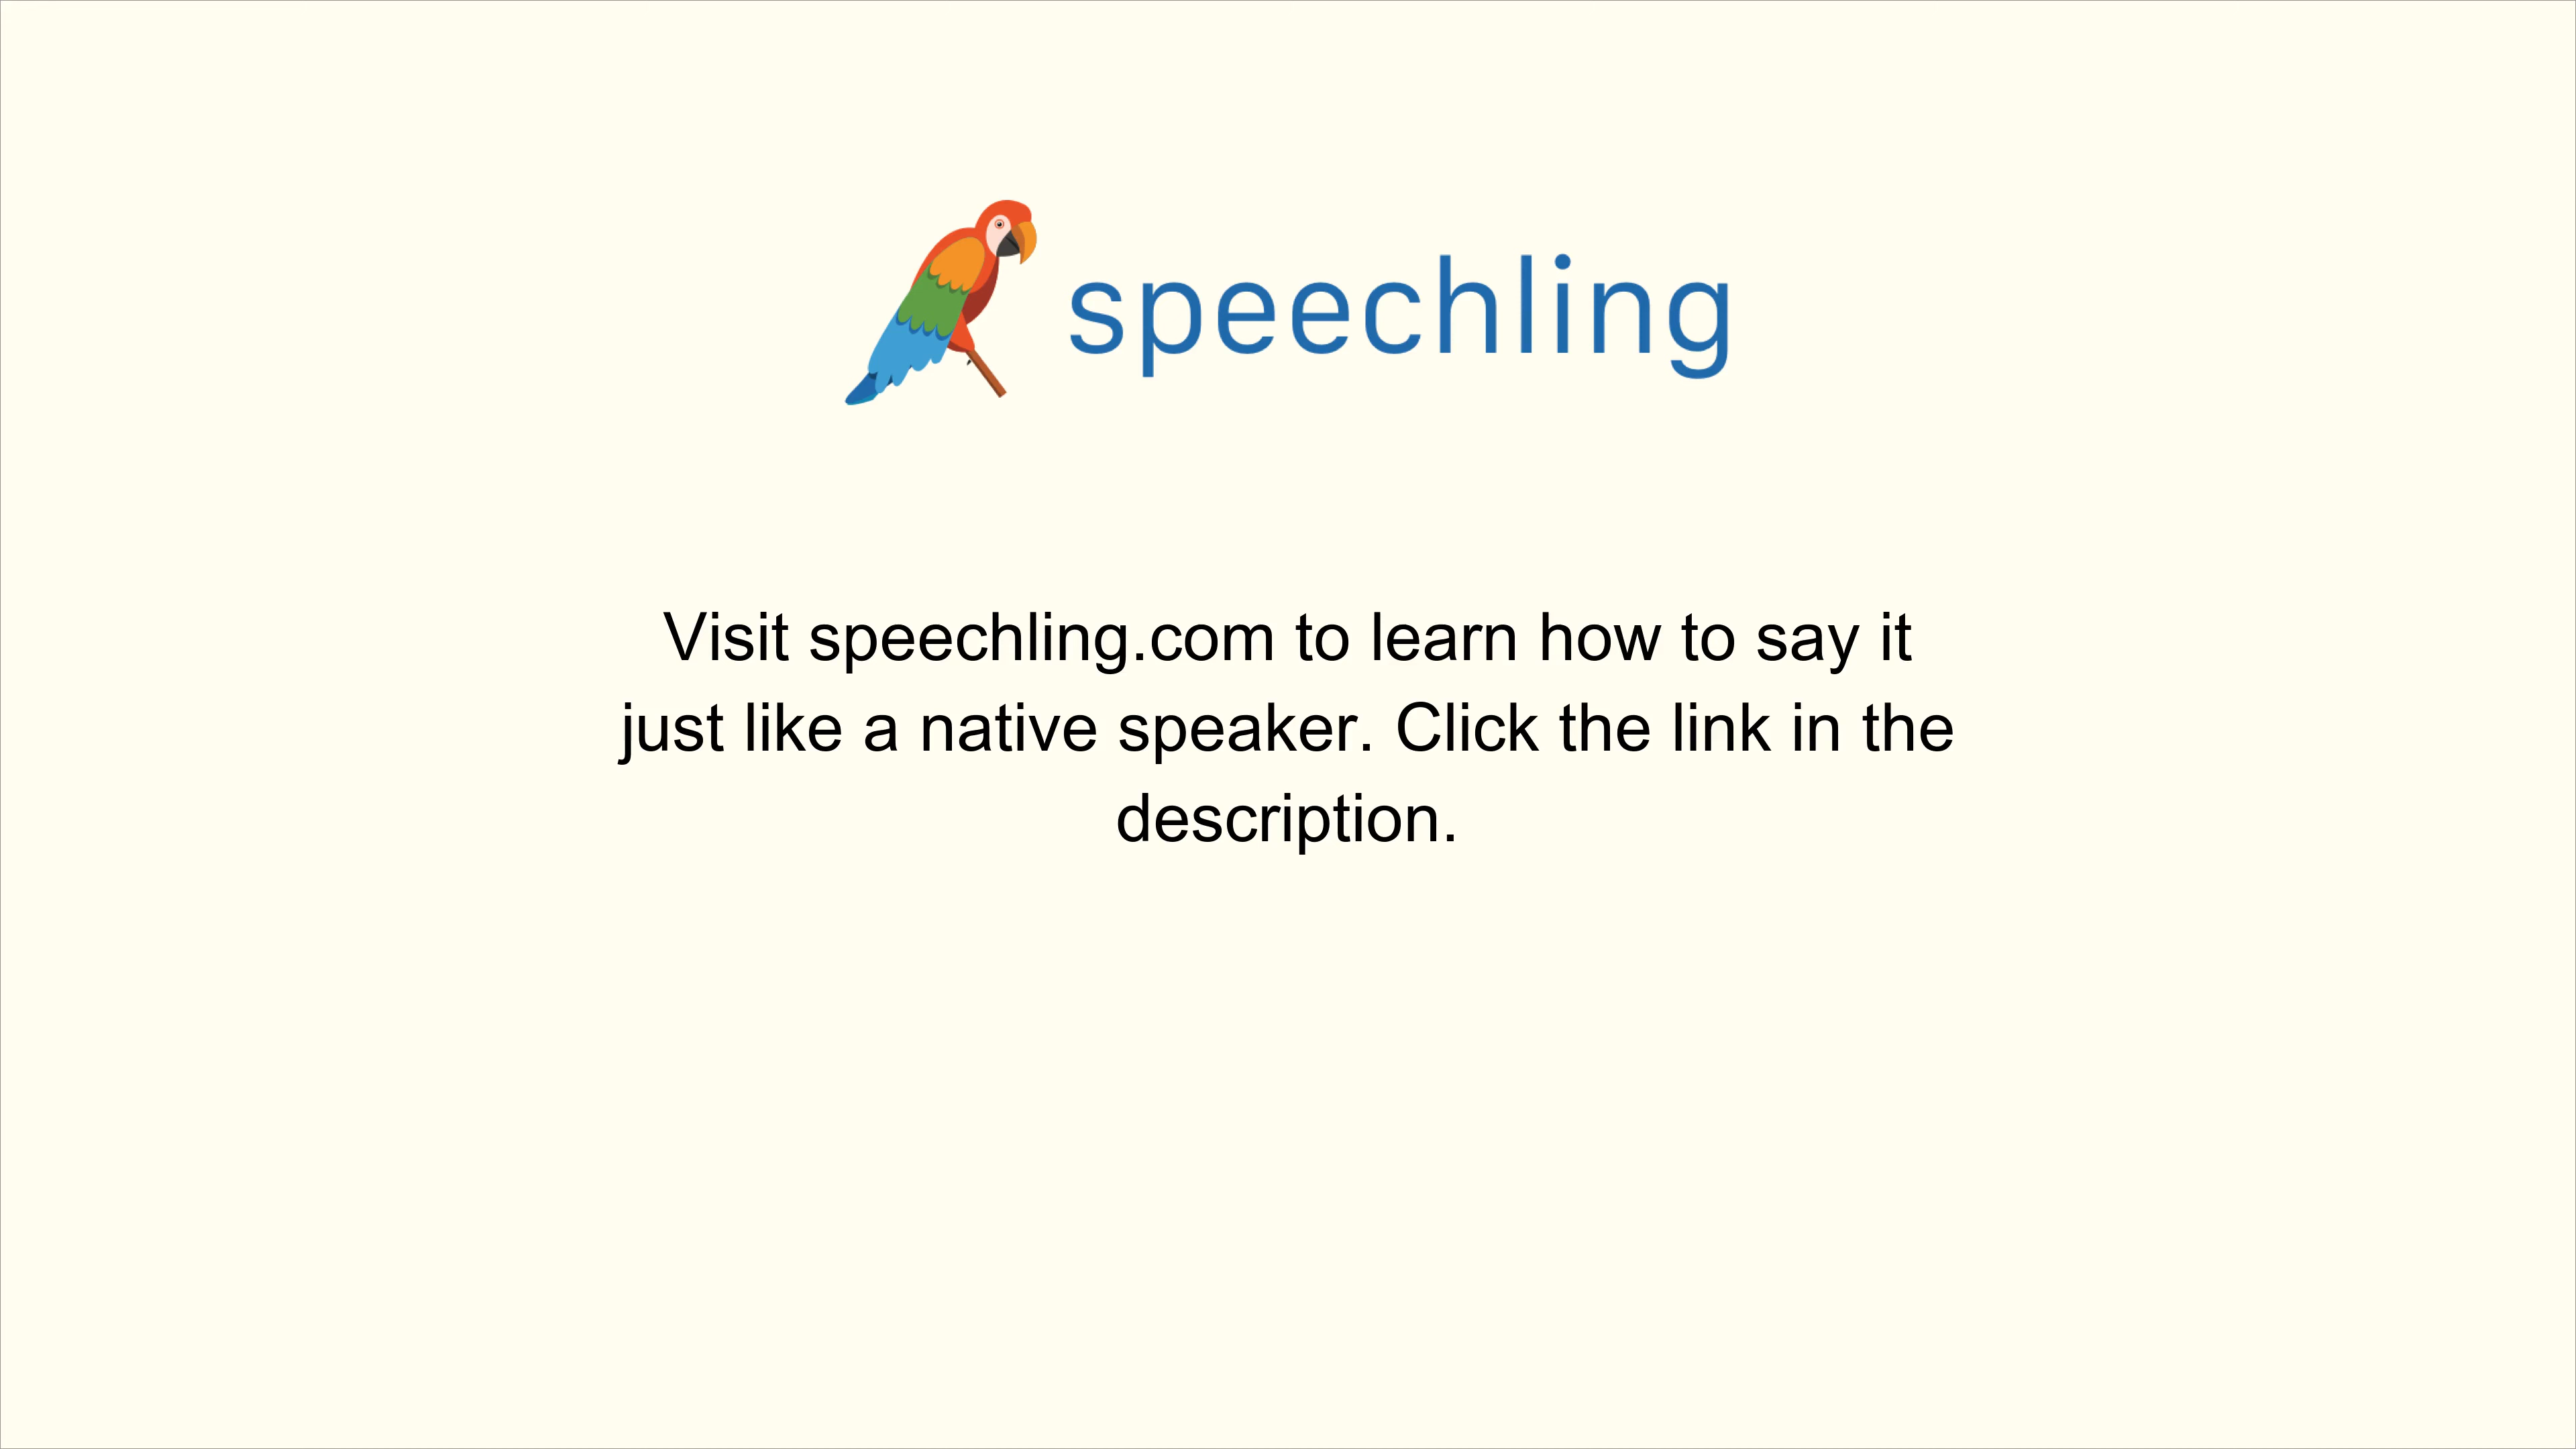 speechling
Visit speechling.com to learn how to say it
just like a native speaker. Click the link in the
description.